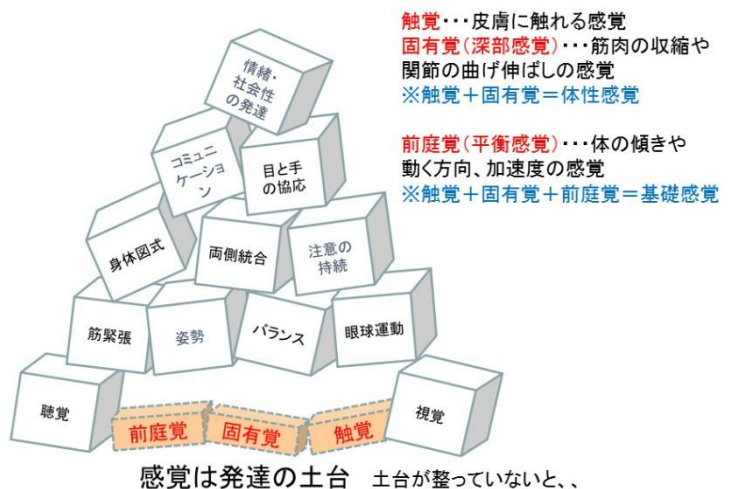 触覚・・・皮膚に触れる感覚
固有覚(深部感覚)・・・筋肉の収縮や
関節の曲げ伸ばしの感覚
※触覚＋固有覚＝体性感覚
前庭覚(平衡感覚)・・・体の傾きや
動く方向、加速度の感覚
※触覚＋固有覚＋前庭覚＝基礎感覚
情緒・
社会性
の発達
コミュニ
ケーショ
ン
目と手
の協応
身体図式
両側統合
注意の
持続
筋緊張
姿勢
バランス
眼球運動
聴覚
前庭覚
固有覚
触覚
視覚
感覚は発達の土台 土台が整っていないと、、